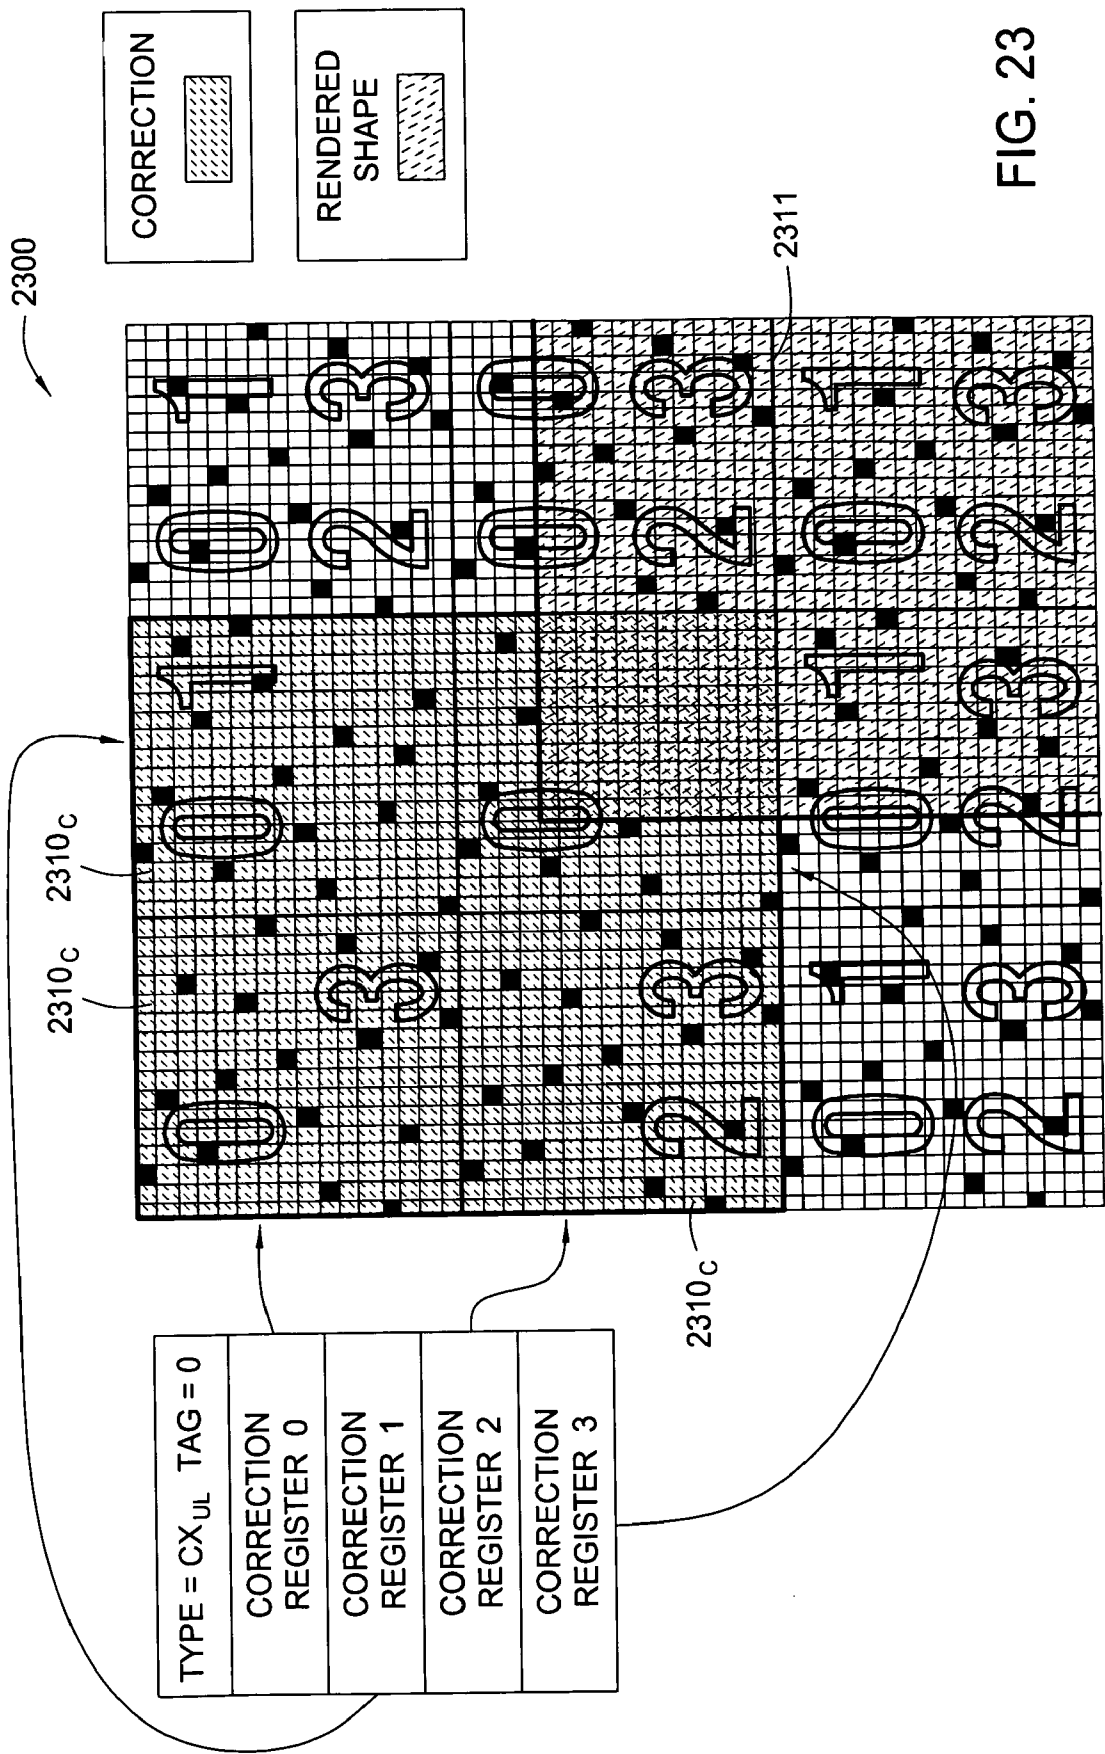 2300
2310C 2310C
CORRECTION
RENDERED
SHAPE
TYPE = CXUL TAG = 0
CORRECTION
REGISTER 0
CORRECTION
REGISTER 1
CORRECTION
REGISTER 2
CORRECTION
REGISTER 3
0 0 1 0 1
3 2 3
0 0 0
2 3 2 3
0 1 0 1 0 1
2 3 2 3 2 3
2310C
2311
FIG. 23